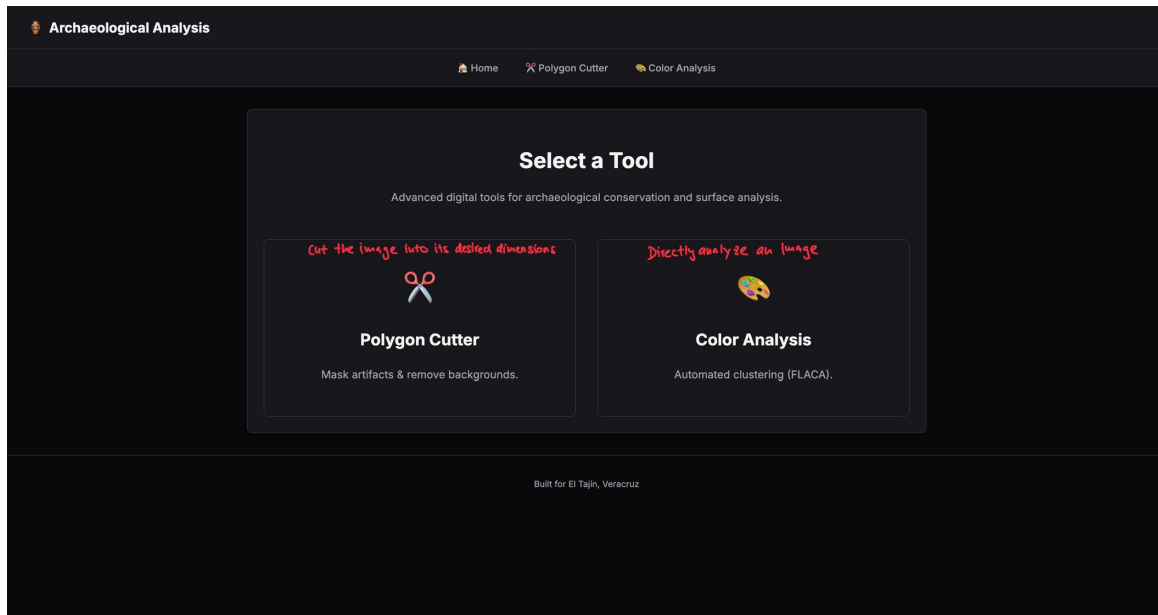 Archaeological Analysis
Home Polygon Cutter Color Analysis
Select a Tool
Advanced digital tools for archaeological conservation and surface analysis.
Cut the image into its desired dimensions
Polygon Cutter
Mask artifacts & remove backgrounds.
Directly analyze an Image
Color Analysis
Automated clustering (FLACA).
Built for El Tajín, Veracruz